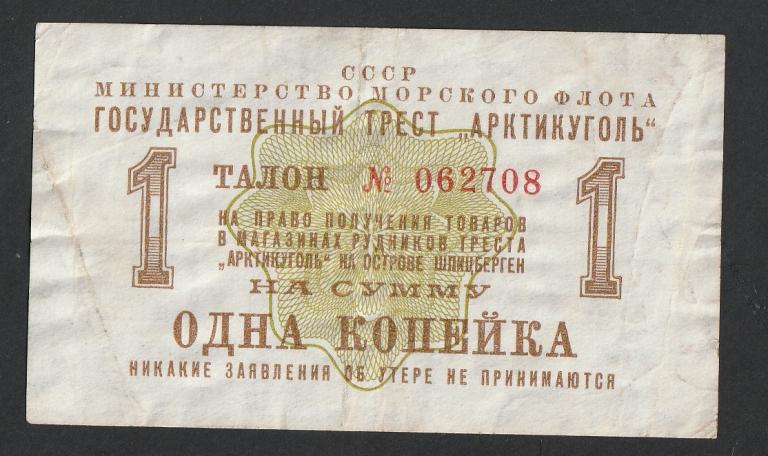 СССР
МИНИСТЕРСТВО МОРСКОГО ФЛОТА
ГОСУДАРСТВЕННЫЙ ТРЕСТ „АРКТИКУГОЛЬ“
1 ТАЛОН № 062708 1
НА ПРАВО ПОЛУЧЕНИЯ ТОВАРОВ
В МАГАЗИНАХ РУДНИКОВ ТРЕСТА
„АРКТИКУГОЛЬ“ НА ОСТРОВЕ ШПИЦБЕРГЕН
НА СУММУ
ОДНА КОПЕЙКА
НИКАКИЕ ЗАЯВЛЕНИЯ ОБ УТЕРЕ НЕ ПРИНИМАЮТСЯ